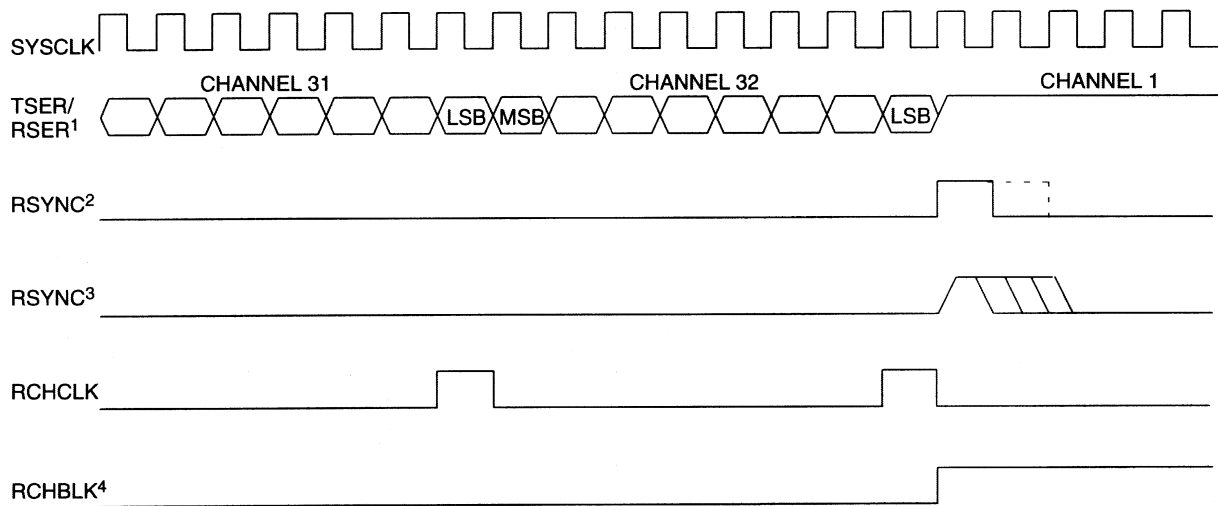 SYSCLK
CHANNEL 31 CHANNEL 32 CHANNEL 1
TSER/
RSER¹
LSB MSB LSB
RSYNC²
RSYNC³
RCHCLK
RCHBLK⁴